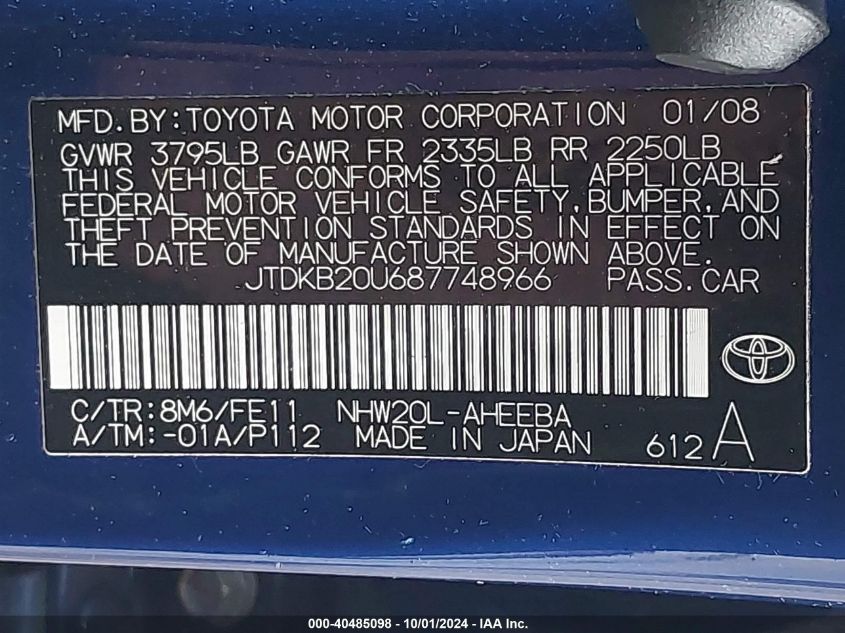 MFD.BY:TOYOTA MOTOR CORPORATION 01/08
GVWR 3795LB GAWR FR 2335LB RR 2250LB
THIS VEHICLE CONFORMS TO ALL APPLICABLE
FEDERAL MOTOR VEHICLE SAFETY,BUMPER,AND
THEFT PREVENTION STANDARDS IN EFFECT ON
THE DATE OF MANUFACTURE SHOWN ABOVE.
JTDKB20U687748966 PASS.CAR
C/TR:8M6/FE11 NHW20L-AHEEBA
A/TM:-01A/P112 MADE IN JAPAN 612 A
000-40485098 - 10/01/2024 - IAA Inc.